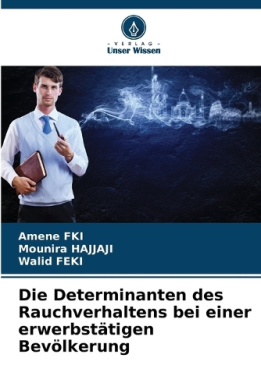 - VERLAG -
Unser Wissen
Amene FKI
Mounira HAJJAJI
Walid FEKI
Die Determinanten des
Rauchverhaltens bei einer
erwerbstätigen
Bevölkerung